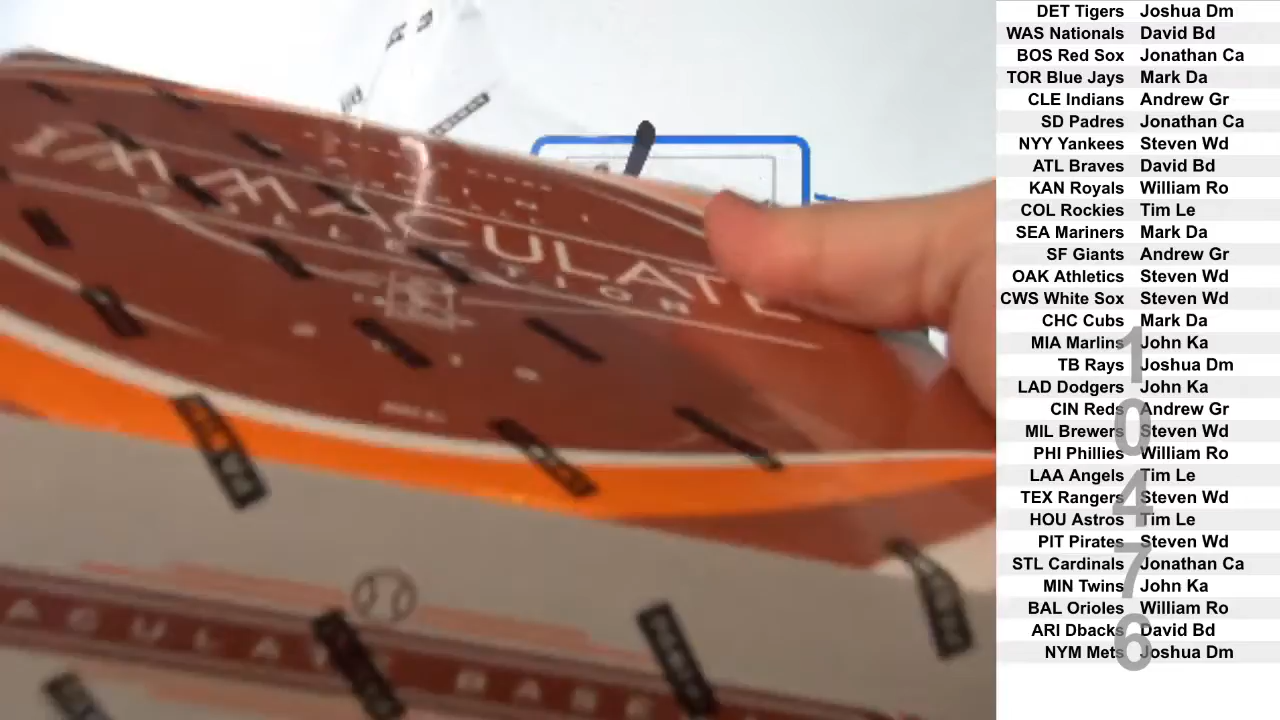 IMMACULATE
COLLECTION
ACULATE BASEB
DET Tigers Joshua Dm
WAS Nationals David Bd
BOS Red Sox Jonathan Ca
TOR Blue Jays Mark Da
CLE Indians Andrew Gr
SD Padres Jonathan Ca
NYY Yankees Steven Wd
ATL Braves David Bd
KAN Royals William Ro
COL Rockies Tim Le
SEA Mariners Mark Da
SF Giants Andrew Gr
OAK Athletics Steven Wd
CWS White Sox Steven Wd
CHC Cubs Mark Da
MIA Marlins John Ka
TB Rays Joshua Dm
LAD Dodgers John Ka
CIN Reds Andrew Gr
MIL Brewers Steven Wd
PHI Phillies William Ro
LAA Angels Tim Le
TEX Rangers Steven Wd
HOU Astros Tim Le
PIT Pirates Steven Wd
STL Cardinals Jonathan Ca
MIN Twins John Ka
BAL Orioles William Ro
ARI Dbacks David Bd
NYM Mets Joshua Dm
10476